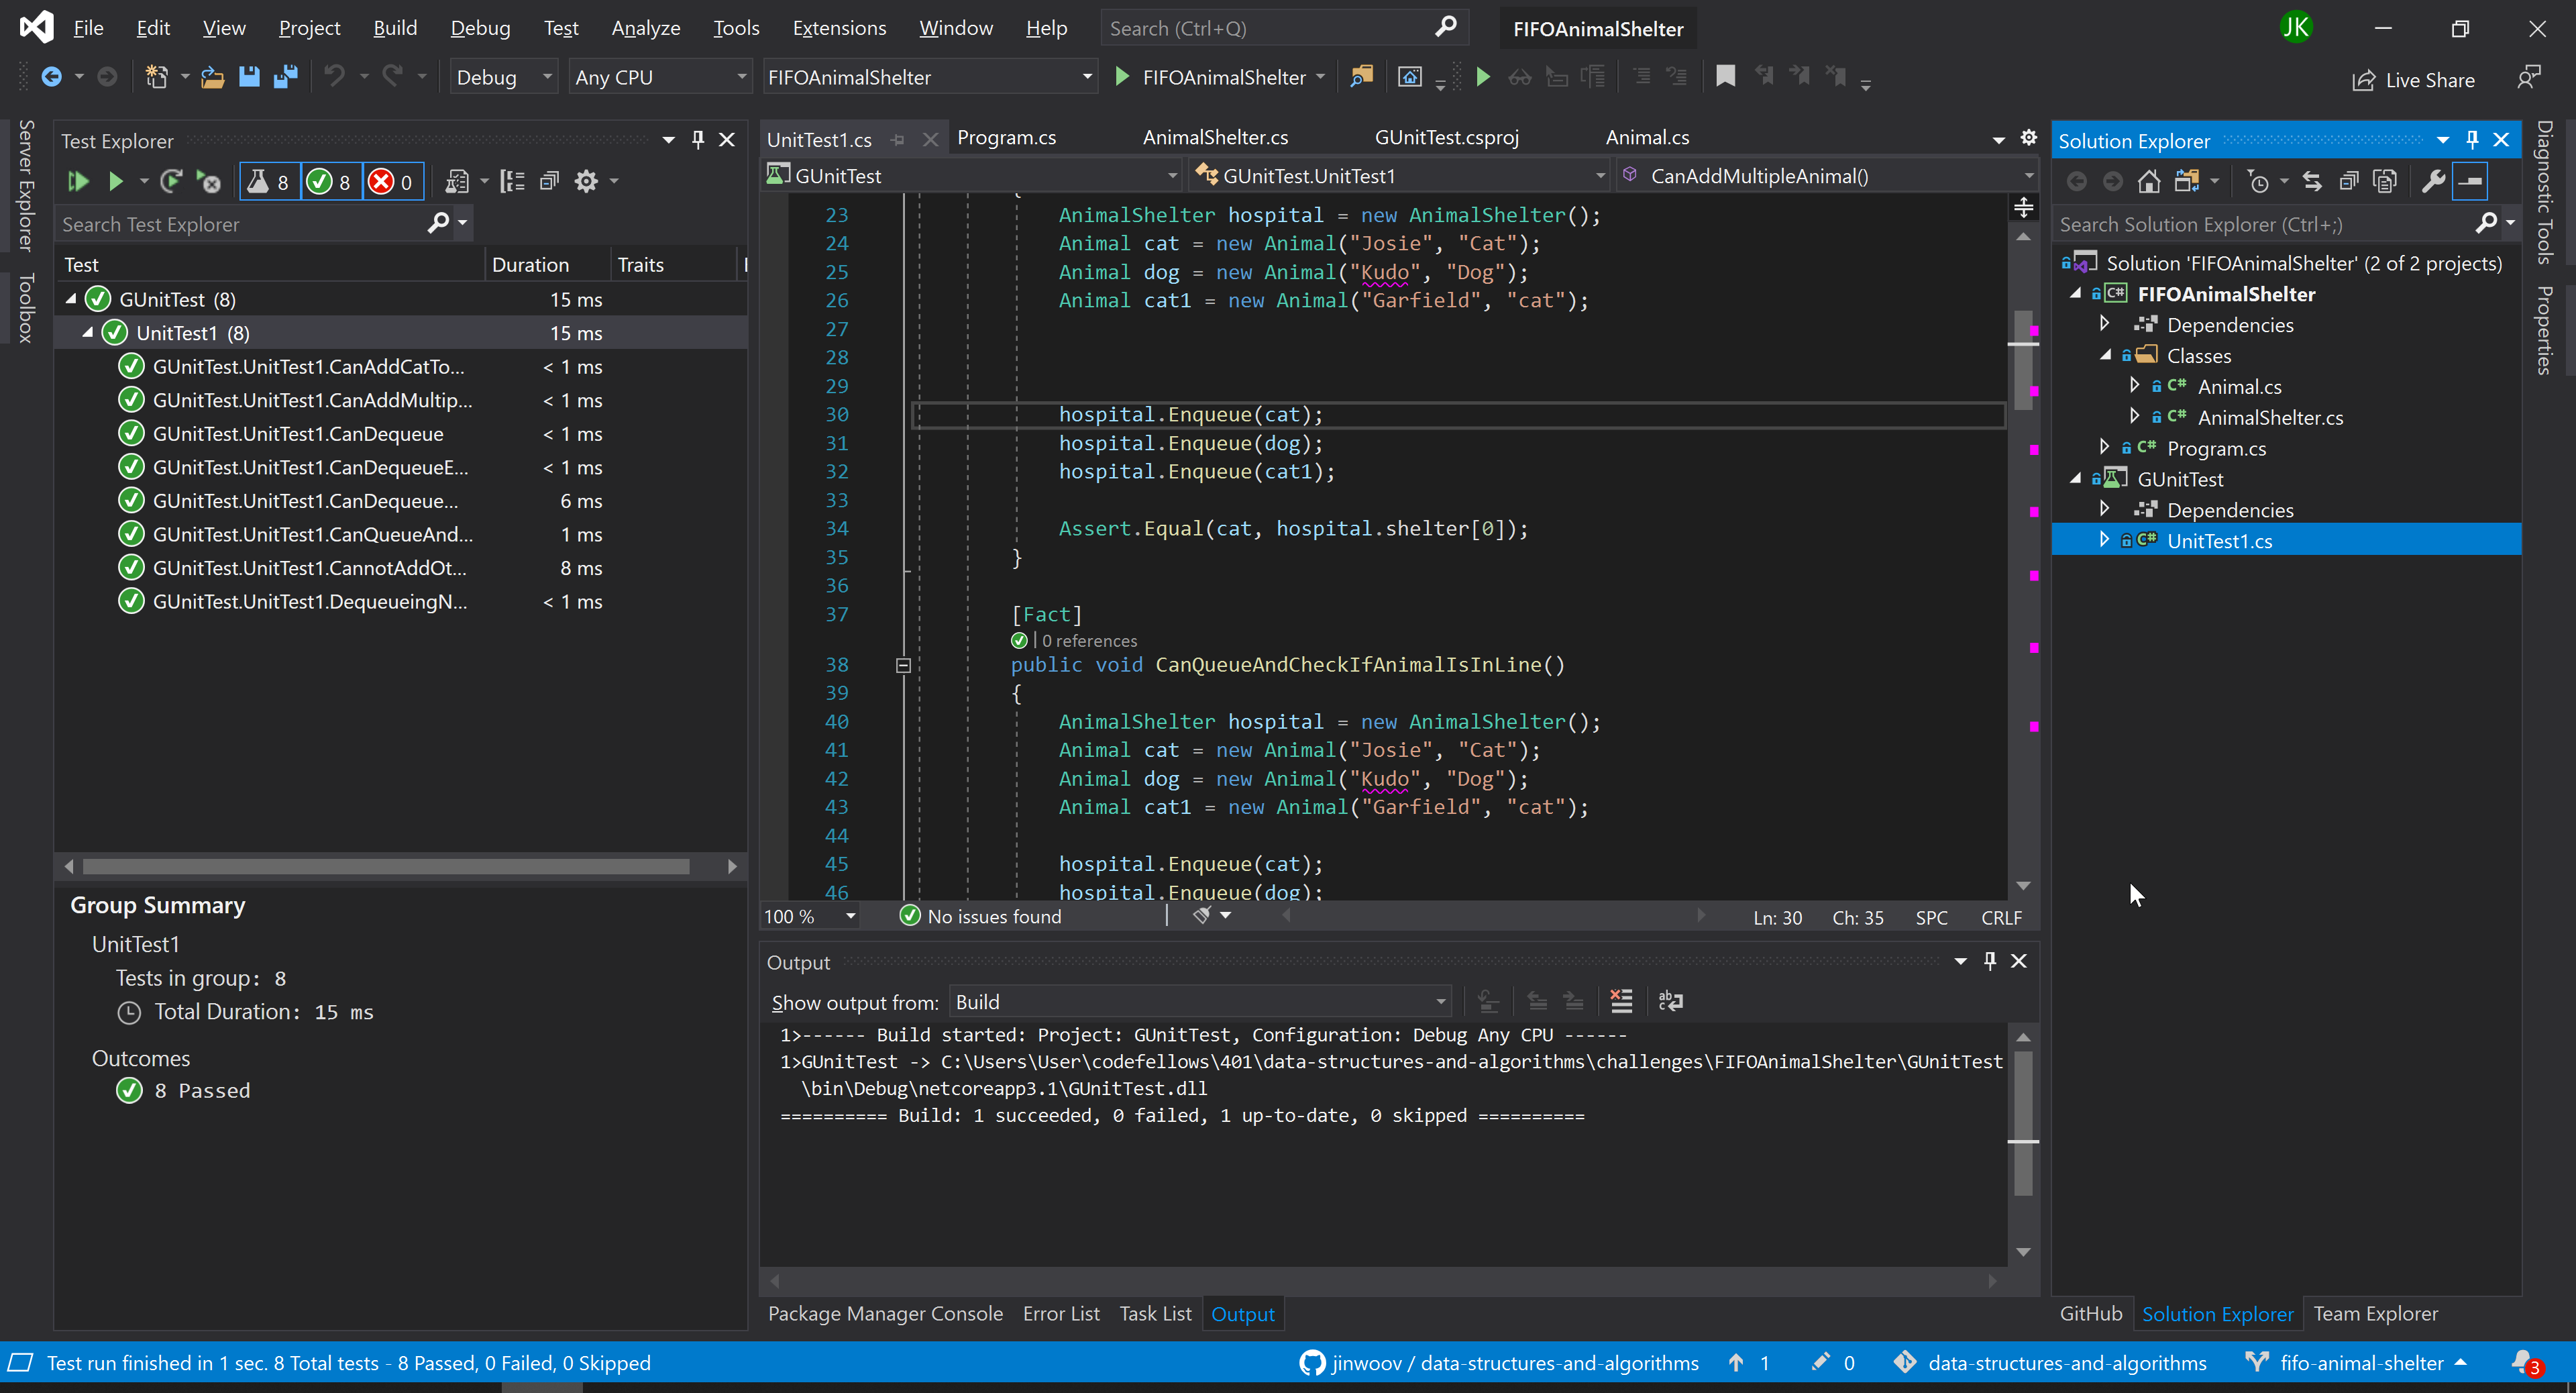 File Edit View Project Build Debug Test Analyze Tools Extensions Window Help Search (Ctrl+Q) FIFOAnimalShelter JK
Debug Any CPU FIFOAnimalShelter FIFOAnimalShelter Live Share
Server Explorer
Toolbox
Test Explorer
8 8 0
Search Test Explorer
Test Duration Traits
GUnitTest (8) 15 ms
UnitTest1 (8) 15 ms
GUnitTest.UnitTest1.CanAddCatTo... < 1 ms
GUnitTest.UnitTest1.CanAddMultip... < 1 ms
GUnitTest.UnitTest1.CanDequeue < 1 ms
GUnitTest.UnitTest1.CanDequeueE... < 1 ms
GUnitTest.UnitTest1.CanDequeue... 6 ms
GUnitTest.UnitTest1.CanQueueAnd... 1 ms
GUnitTest.UnitTest1.CannotAddOt... 8 ms
GUnitTest.UnitTest1.DequeueingN... < 1 ms
Group Summary
UnitTest1
Tests in group: 8
Total Duration: 15 ms
Outcomes
8 Passed
UnitTest1.cs Program.cs AnimalShelter.cs GUnitTest.csproj Animal.cs
GUnitTest GUnitTest.UnitTest1 CanAddMultipleAnimal()
23 AnimalShelter hospital = new AnimalShelter();
24 Animal cat = new Animal("Josie", "Cat");
25 Animal dog = new Animal("Kudo", "Dog");
26 Animal cat1 = new Animal("Garfield", "cat");
27
28
29
30 hospital.Enqueue(cat);
31 hospital.Enqueue(dog);
32 hospital.Enqueue(cat1);
33
34 Assert.Equal(cat, hospital.shelter[0]);
35 }
36
37 [Fact]
| 0 references
38 public void CanQueueAndCheckIfAnimalIsInLine()
39 {
40 AnimalShelter hospital = new AnimalShelter();
41 Animal cat = new Animal("Josie", "Cat");
42 Animal dog = new Animal("Kudo", "Dog");
43 Animal cat1 = new Animal("Garfield", "cat");
44
45 hospital.Enqueue(cat);
46 hospital.Enqueue(dog);
100 % No issues found Ln: 30 Ch: 35 SPC CRLF
Output
Show output from: Build
1>------ Build started: Project: GUnitTest, Configuration: Debug Any CPU ------
1>GUnitTest -> C:\Users\User\codefellows\401\data-structures-and-algorithms\challenges\FIFOAnimalShelter\GUnitTest
\bin\Debug\netcoreapp3.1\GUnitTest.dll
========== Build: 1 succeeded, 0 failed, 1 up-to-date, 0 skipped ==========
Package Manager Console Error List Task List Output
Solution Explorer
Search Solution Explorer (Ctrl+;)
Solution 'FIFOAnimalShelter' (2 of 2 projects)
C# FIFOAnimalShelter
Dependencies
Classes
C# Animal.cs
C# AnimalShelter.cs
C# Program.cs
GUnitTest
Dependencies
C# UnitTest1.cs
GitHub Solution Explorer Team Explorer
Diagnostic Tools
Properties
Test run finished in 1 sec. 8 Total tests - 8 Passed, 0 Failed, 0 Skipped jinwoov / data-structures-and-algorithms 1 0 data-structures-and-algorithms fifo-animal-shelter 3